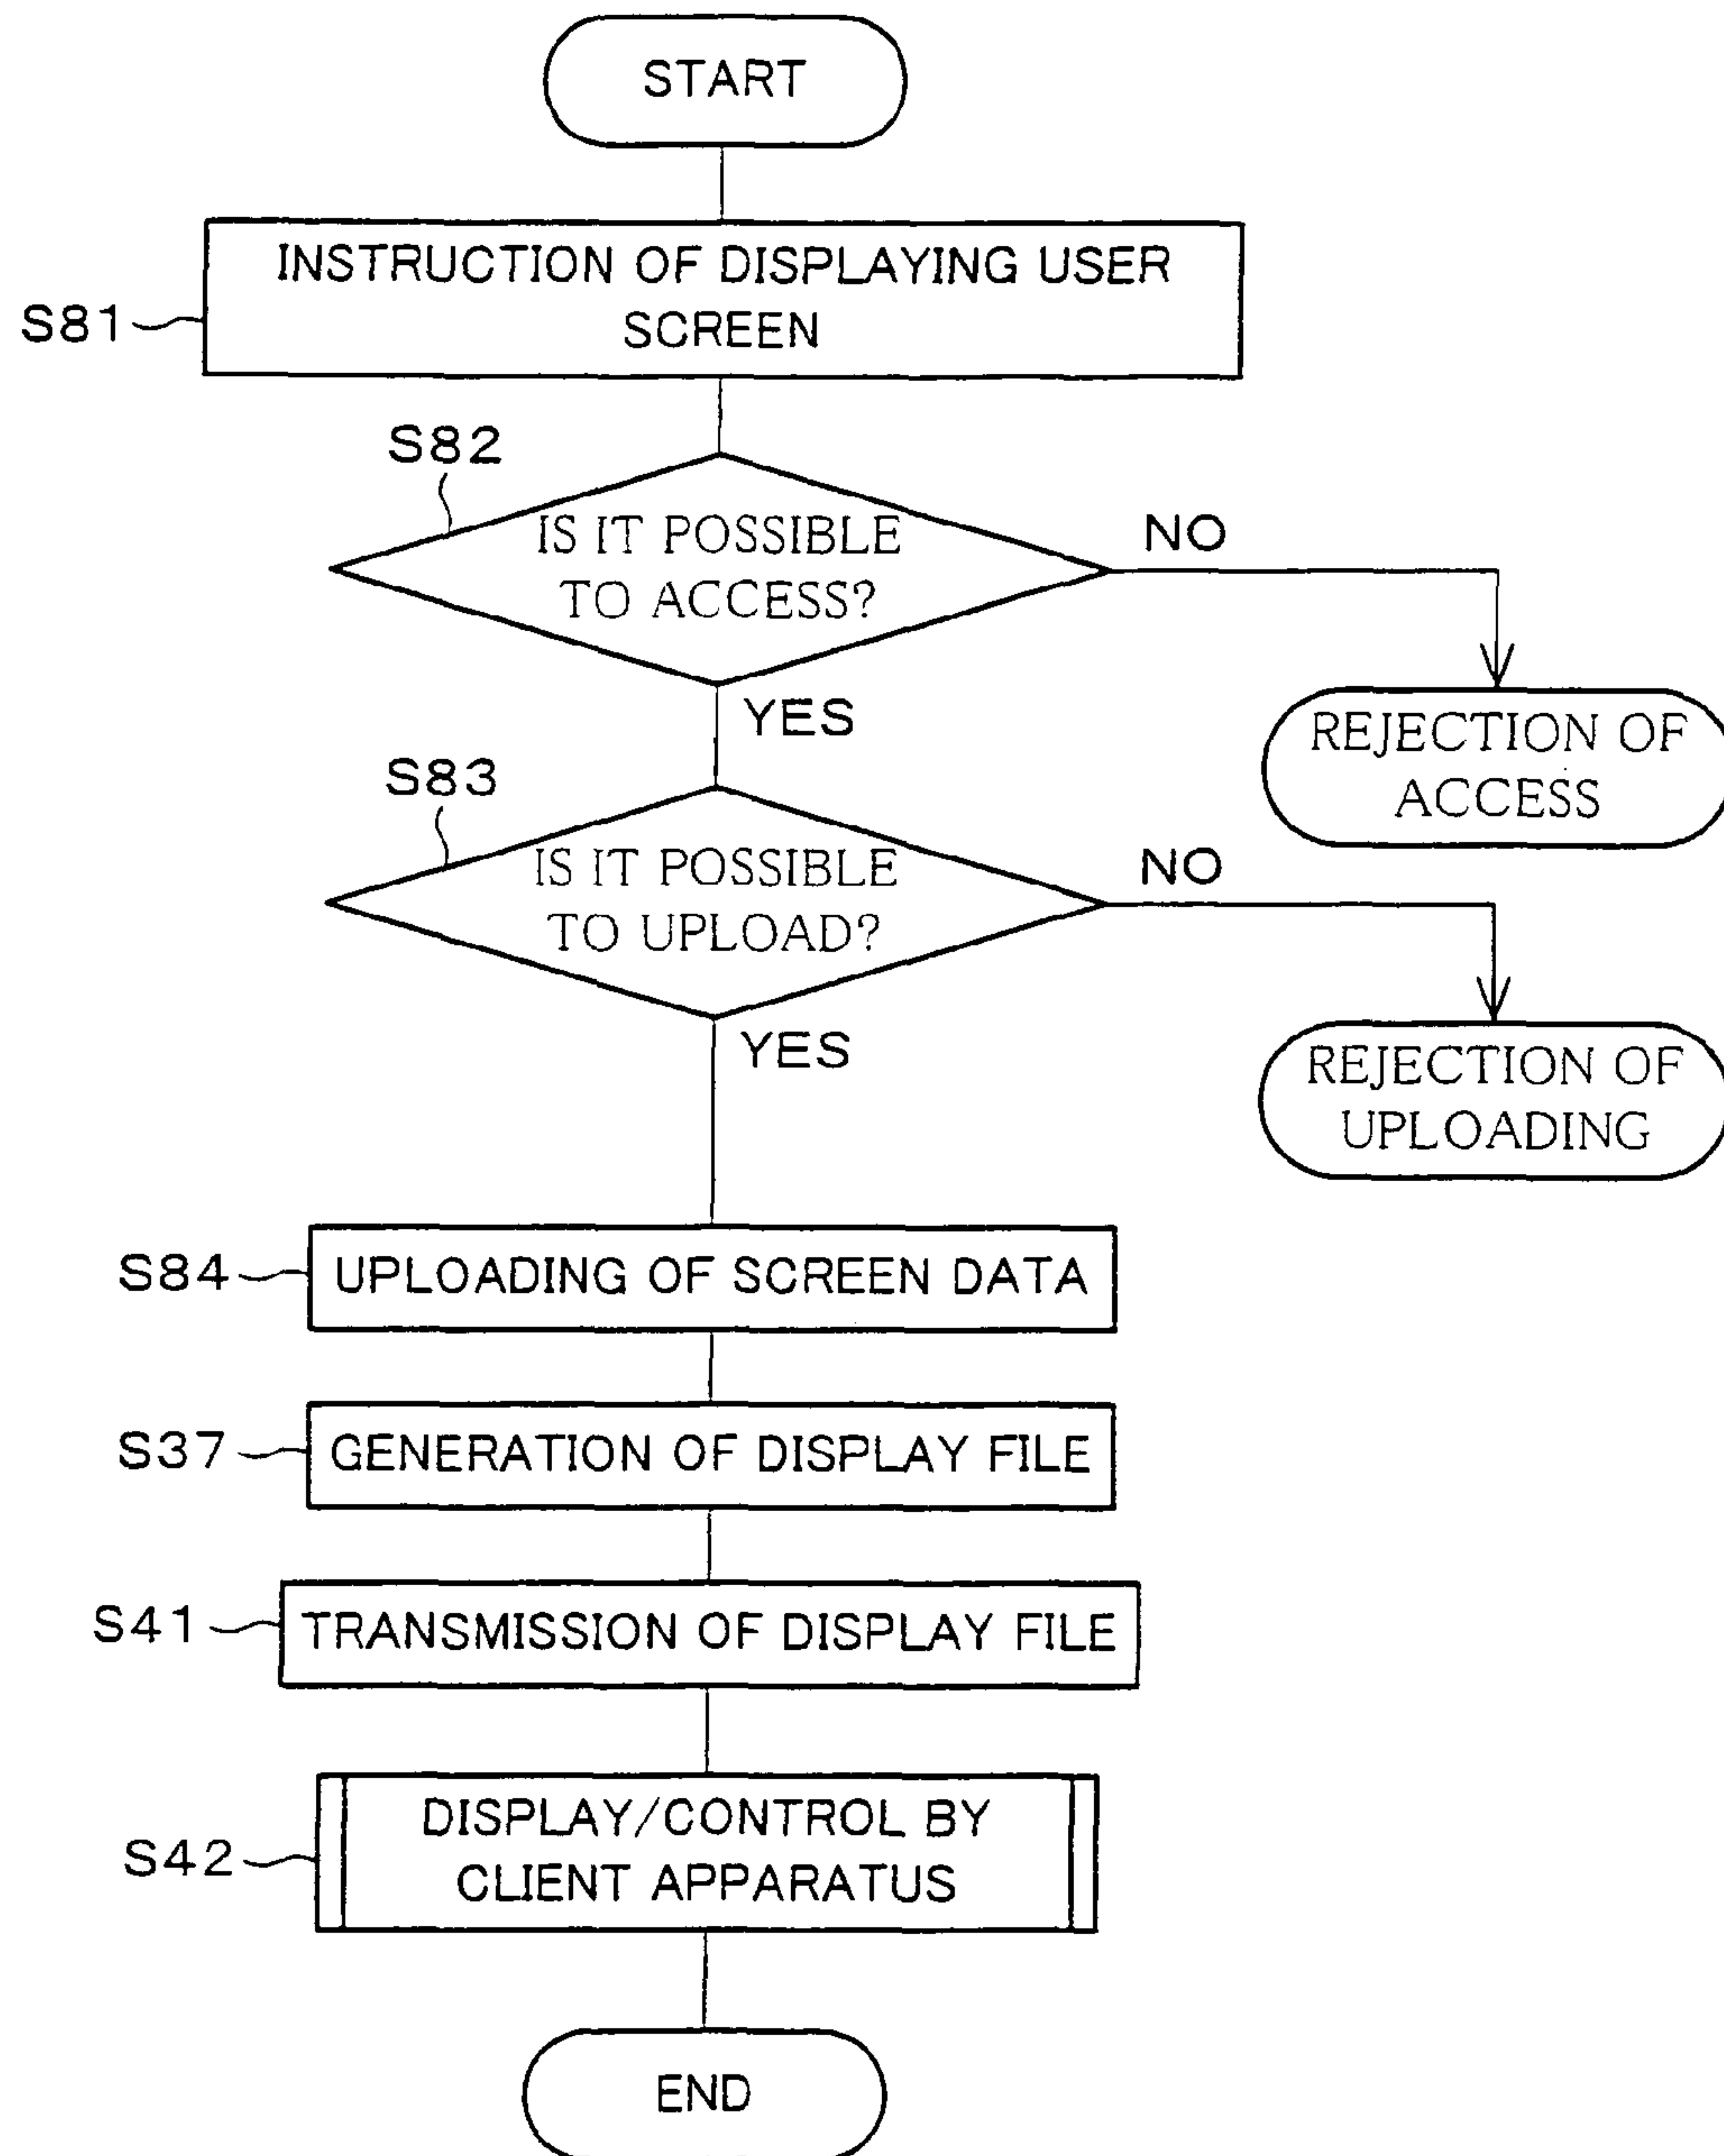 START
INSTRUCTION OF DISPLAYING USER
SCREEN
S81
S82
IS IT POSSIBLE
TO ACCESS?
NO
YES
REJECTION OF
ACCESS
S83
IS IT POSSIBLE
TO UPLOAD?
NO
YES
REJECTION OF
UPLOADING
S84
UPLOADING OF SCREEN DATA
S37
GENERATION OF DISPLAY FILE
S41
TRANSMISSION OF DISPLAY FILE
S42
DISPLAY/CONTROL BY
CLIENT APPARATUS
END